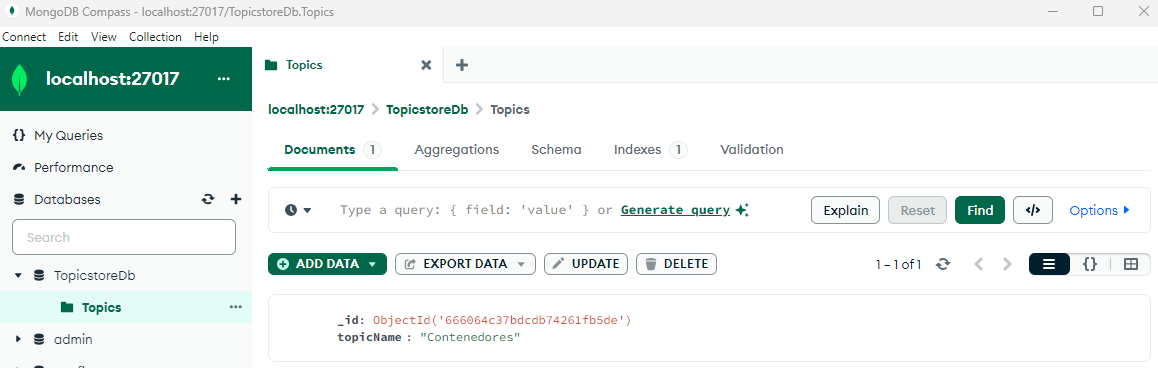 MongoDB Compass - localhost:27017/TopicstoreDb.Topics
Connect Edit View Collection Help
localhost:27017 ...
My Queries
Performance
Databases
Search
TopicstoreDb
Topics ...
admin
Topics
localhost:27017 > TopicstoreDb > Topics
Documents 1 Aggregations Schema Indexes 1 Validation
Type a query: { field: 'value' } or Generate query Explain Reset Find </> Options
ADD DATA EXPORT DATA UPDATE DELETE 1 – 1 of 1 {}
_id: ObjectId('666064c37bdcdb74261fb5de')
topicName : "Contenedores"